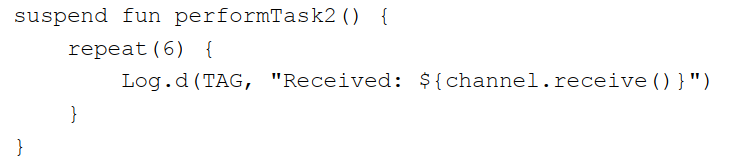 suspend fun performTask2() {
    repeat(6) {
        Log.d(TAG, "Received: ${channel.receive()}")
    }
}